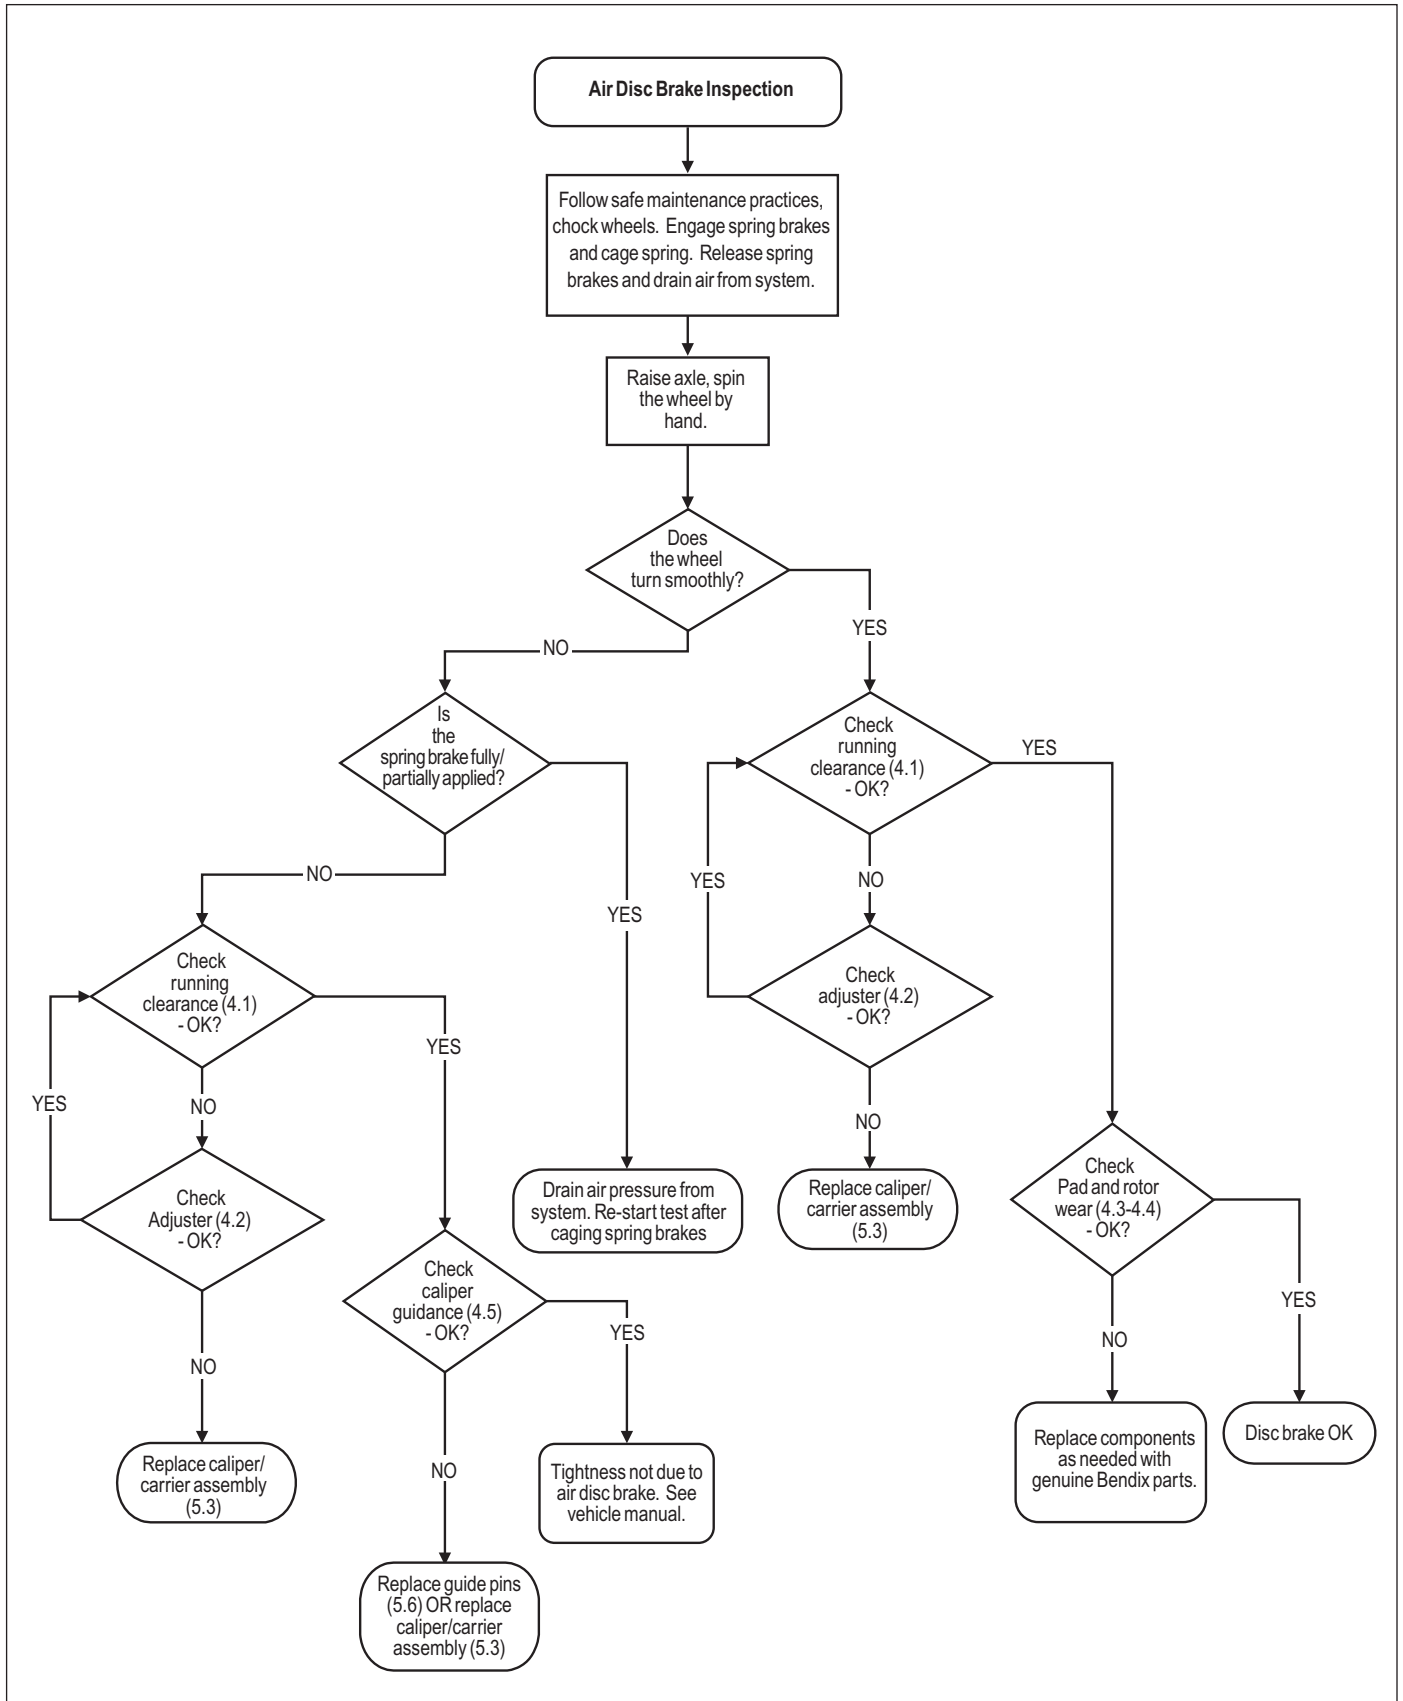 Air Disc Brake Inspection
Follow safe maintenance practices,
chock wheels. Engage spring brakes
and cage spring. Release spring
brakes and drain air from system.
Raise axle, spin
the wheel by
hand.
Does
the wheel
turn smoothly?
NO
YES
Is
the
spring brake fully/
partially applied?
Check
running
clearance (4.1)
- OK?
YES
NO
YES
YES
NO
Check
running
clearance (4.1)
- OK?
YES
Check
adjuster (4.2)
- OK?
YES
YES
NO
NO
Check
Adjuster (4.2)
- OK?
Drain air pressure from
system. Re-start test after
caging spring brakes
Replace caliper/
carrier assembly
(5.3)
Check
Pad and rotor
wear (4.3-4.4)
- OK?
Check
caliper
guidance (4.5)
- OK?
YES
YES
NO
NO
NO
Replace caliper/
carrier assembly
(5.3)
Tightness not due to
air disc brake. See
vehicle manual.
Replace components
as needed with
genuine Bendix parts.
Disc brake OK
Replace guide pins
(5.6) OR replace
caliper/carrier
assembly (5.3)